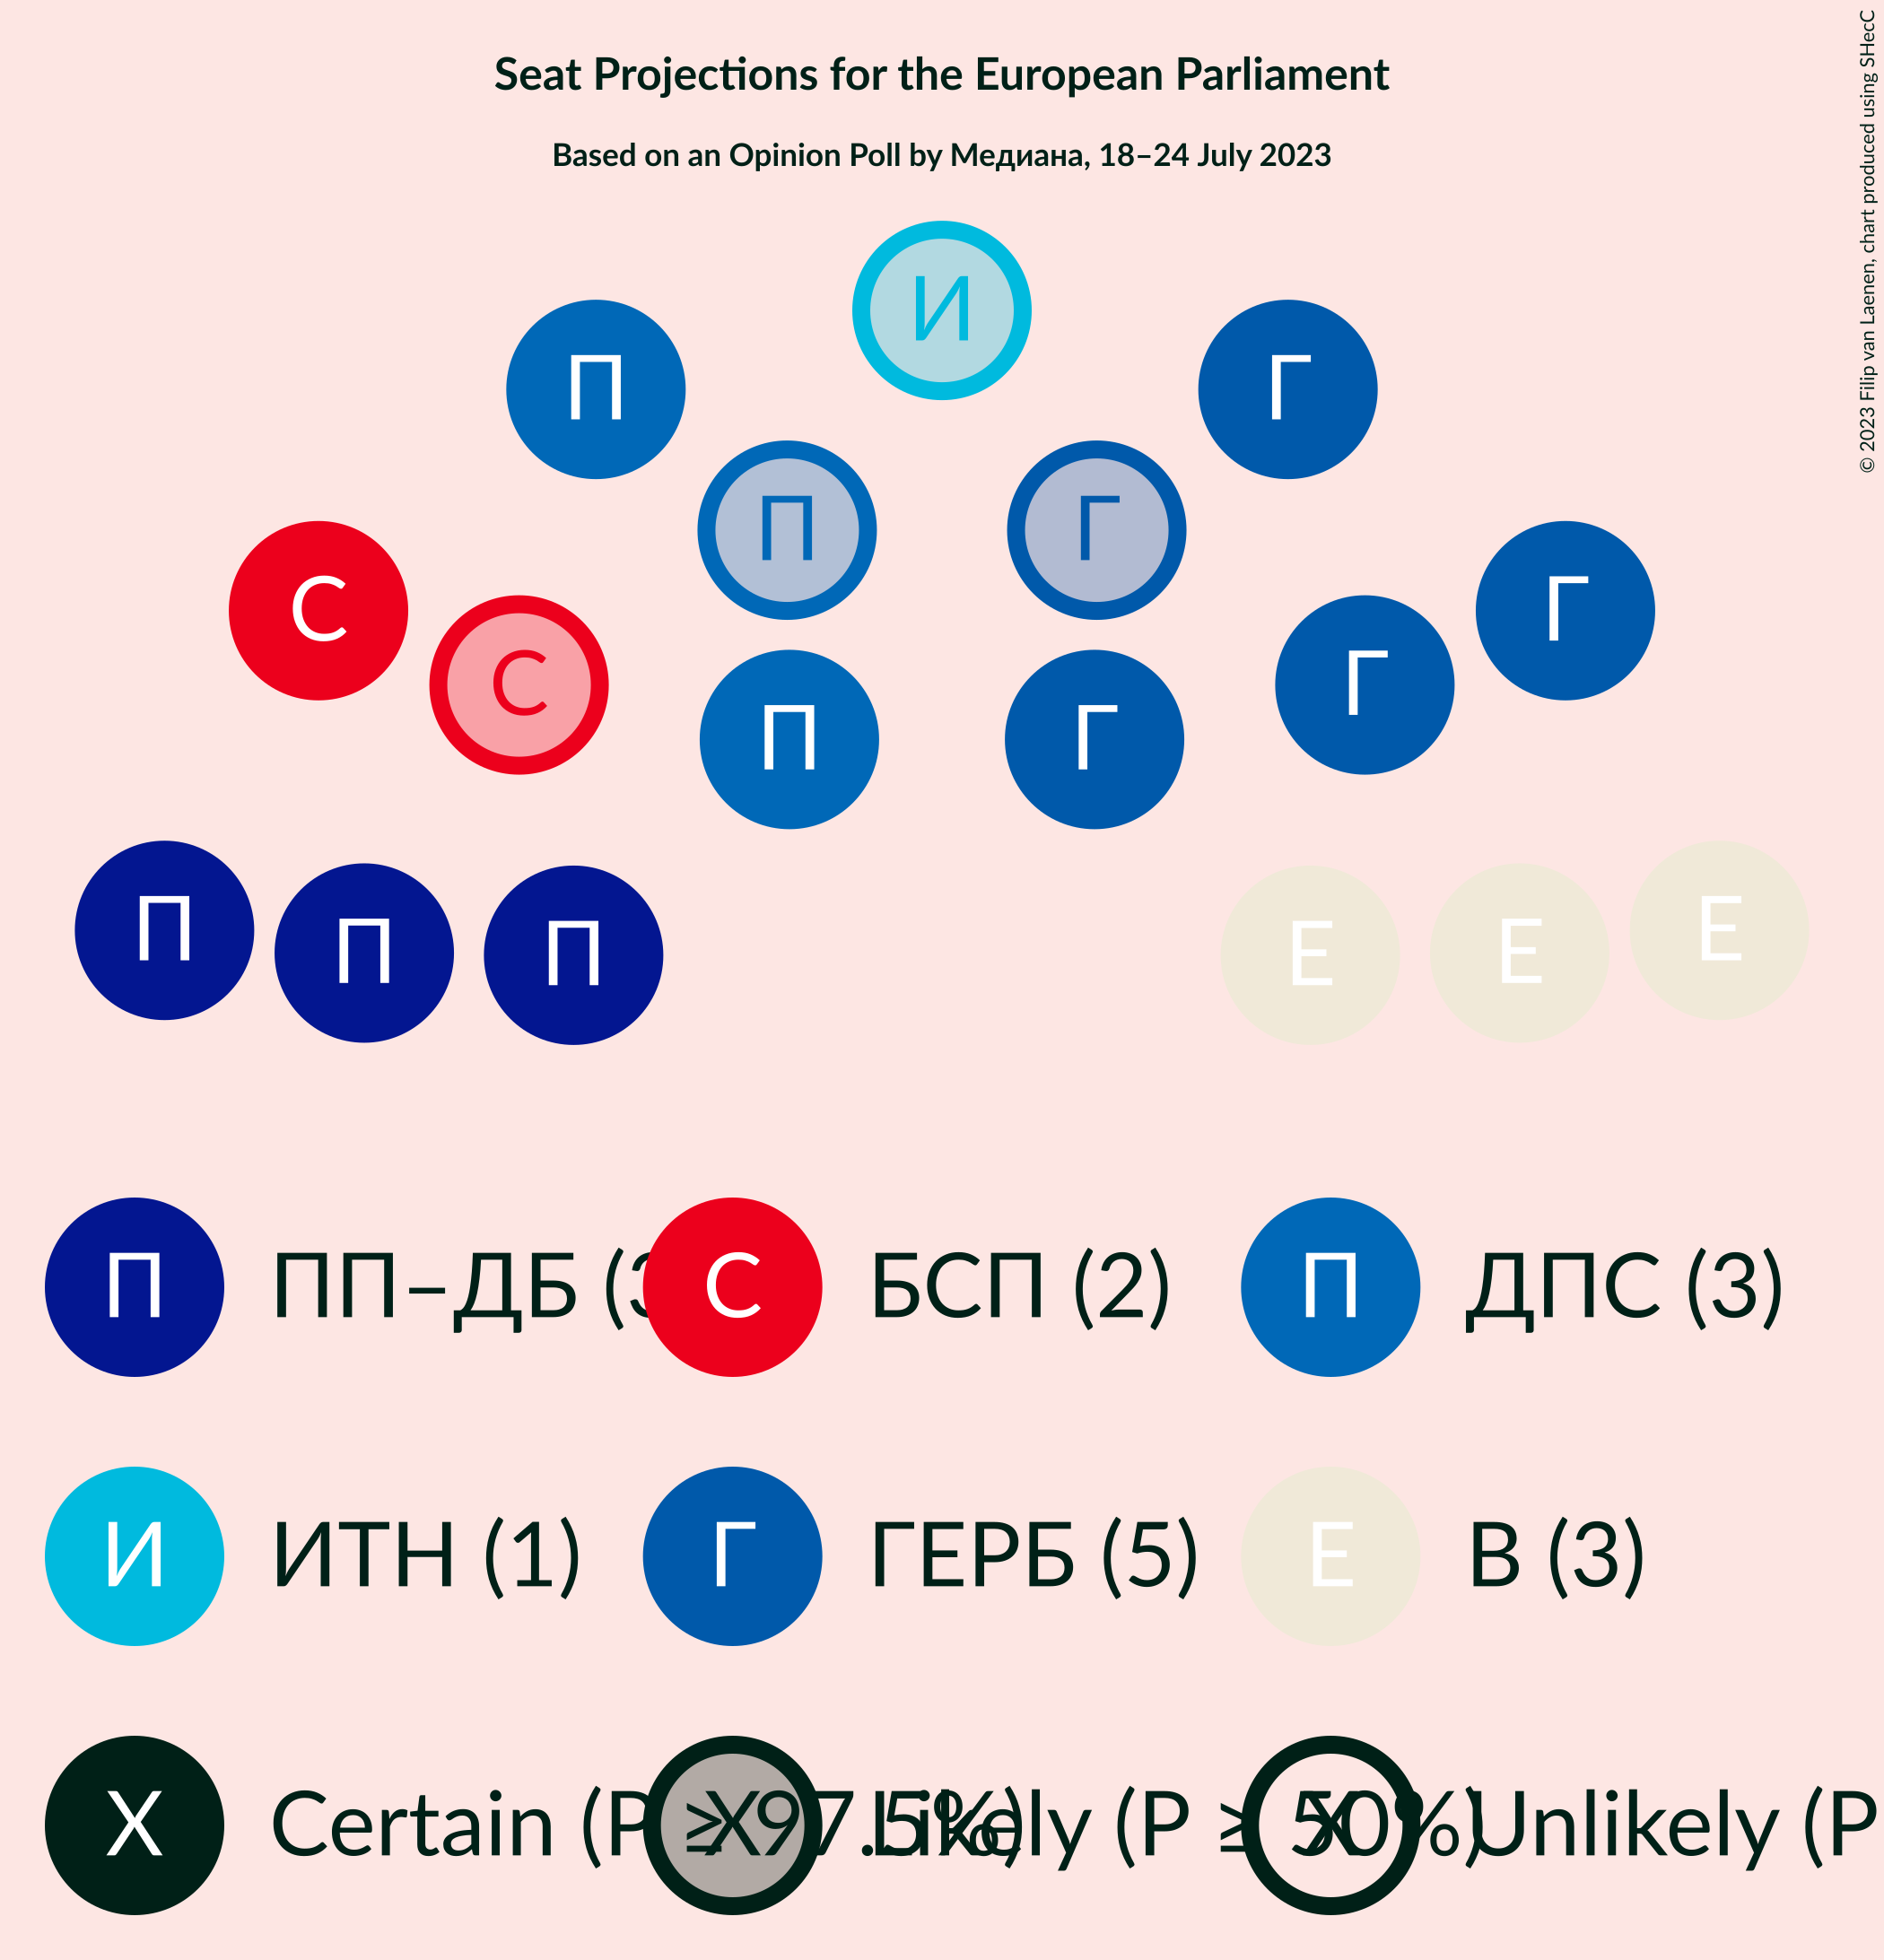 Seat Projections for the European Parliament
Based on an Opinion Poll by Медиана, 18–24 July 2023
© 2023 Filip van Laenen, chart produced using SHecC
И
П Г
П Г
С Г
С Г
П Г
П Е
П Е
П Е
П ПП–ДБ (3 С БСП (2) П ДПС (3)
И ИТН (1) Г ГЕРБ (5) Е В (3)
X Certain (P ≥ 97.5%) X Likely (P ≥ 50%) X Unlikely (P